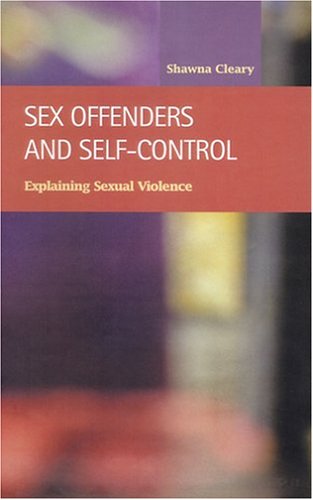 Shawna Cleary
SEX OFFENDERS
AND SELF-CONTROL
Explaining Sexual Violence